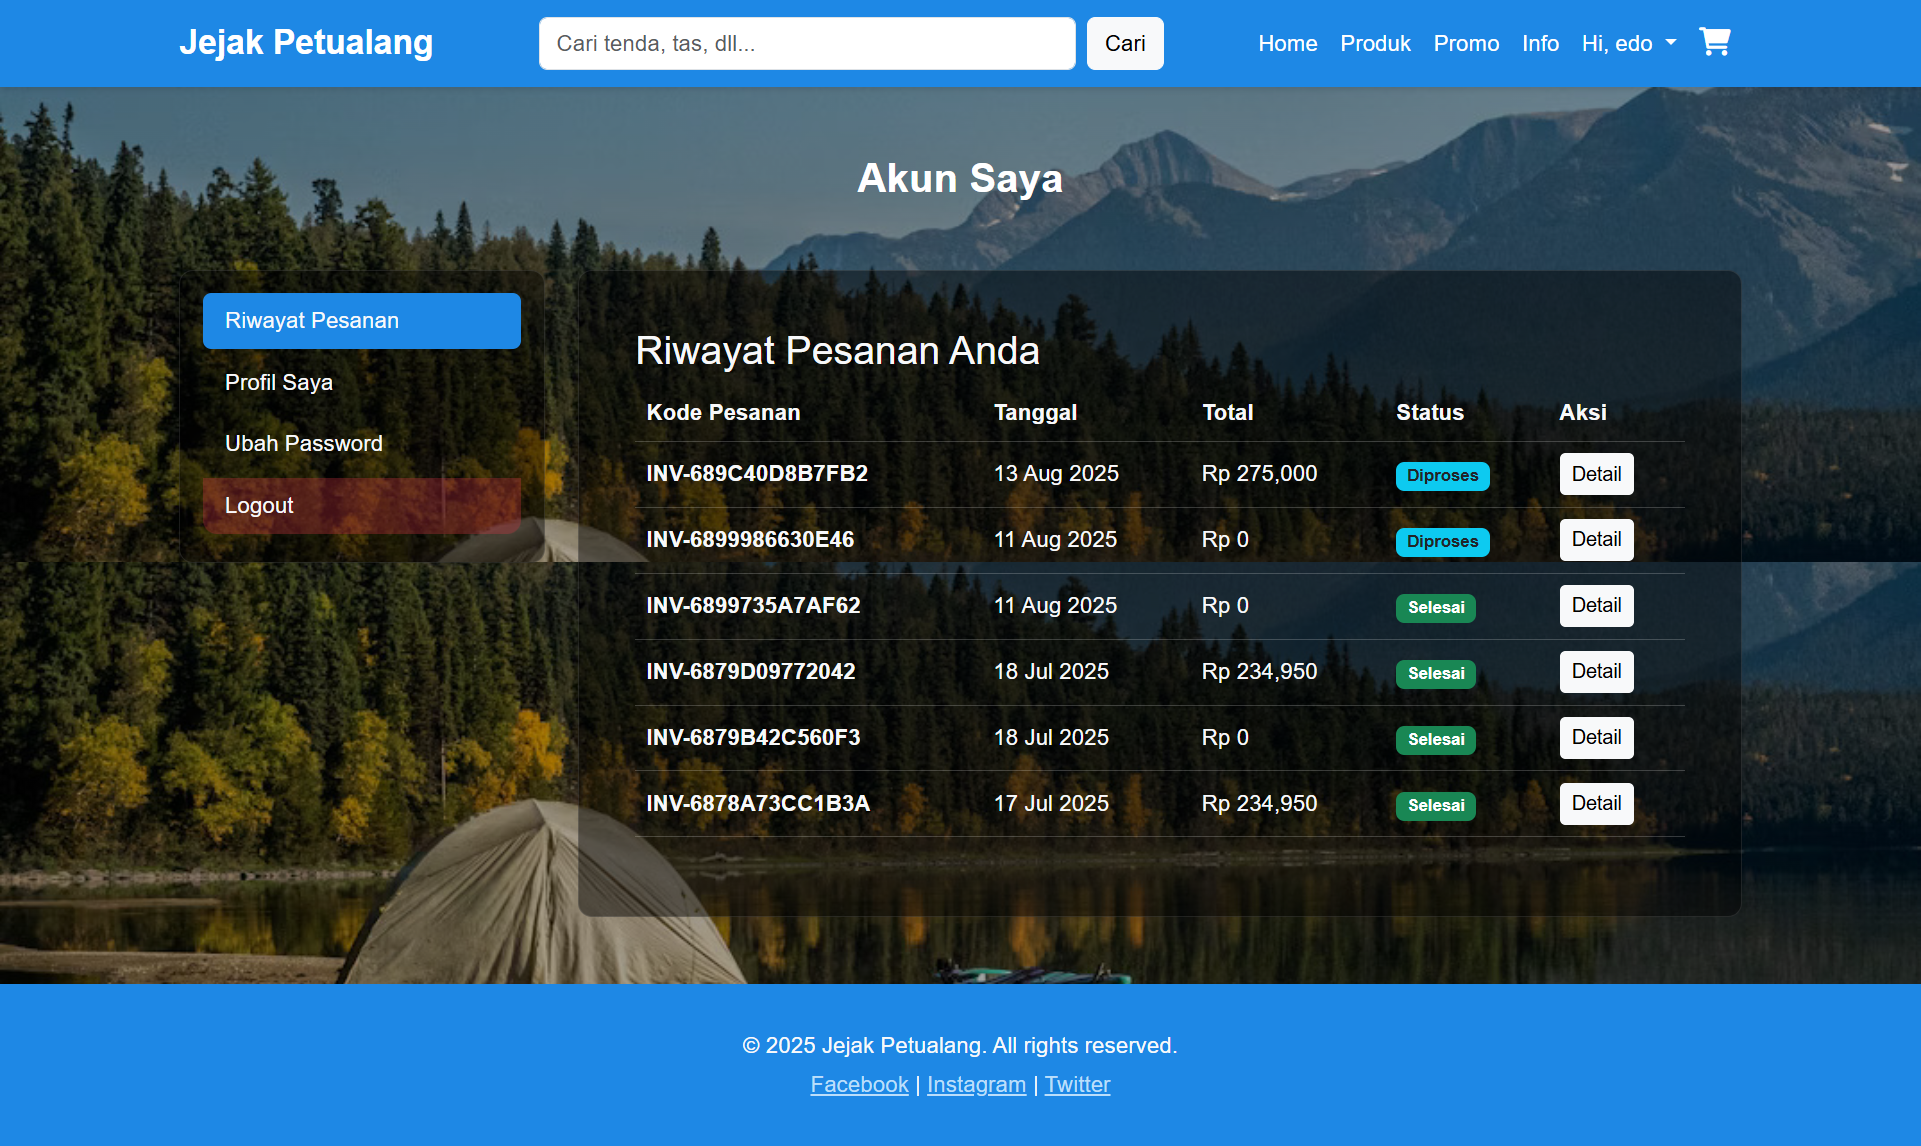 Jejak Petualang
Cari tenda, tas, dll...
Cari
Home Produk Promo Info Hi, edo
Akun Saya
Riwayat Pesanan
Profil Saya
Ubah Password
Logout
Riwayat Pesanan Anda
Kode Pesanan Tanggal Total Status Aksi
INV-689C40D8B7FB2 13 Aug 2025 Rp 275,000 Diproses Detail
INV-6899986630E46 11 Aug 2025 Rp 0 Diproses Detail
INV-6899735A7AF62 11 Aug 2025 Rp 0 Selesai Detail
INV-6879D09772042 18 Jul 2025 Rp 234,950 Selesai Detail
INV-6879B42C560F3 18 Jul 2025 Rp 0 Selesai Detail
INV-6878A73CC1B3A 17 Jul 2025 Rp 234,950 Selesai Detail
© 2025 Jejak Petualang. All rights reserved.
Facebook | Instagram | Twitter